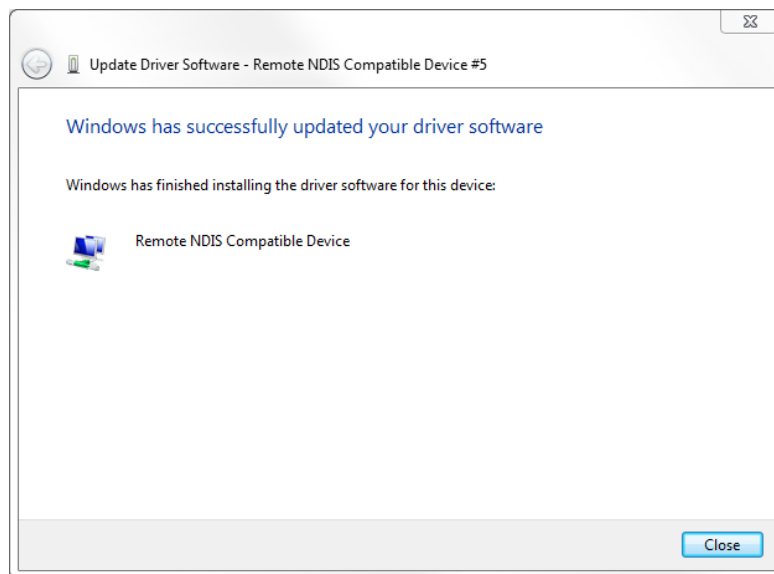 Update Driver Software - Remote NDIS Compatible Device #5
Windows has successfully updated your driver software
Windows has finished installing the driver software for this device:
Remote NDIS Compatible Device
Close